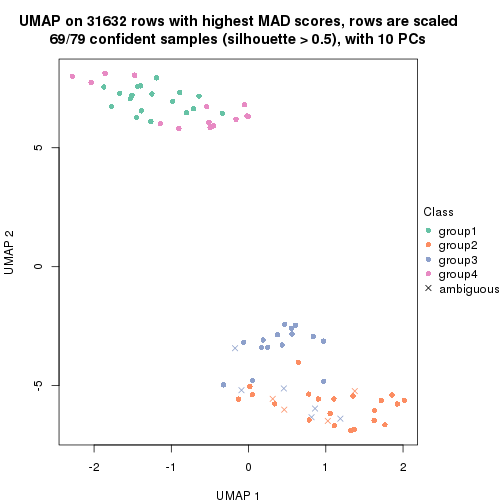 UMAP on 31632 rows with highest MAD scores, rows are scaled
69/79 confident samples (silhouette > 0.5), with 10 PCs
5
0
-5
UMAP 2
-2
-1
0
1
2
UMAP 1
Class
group1
group2
group3
group4
ambiguous